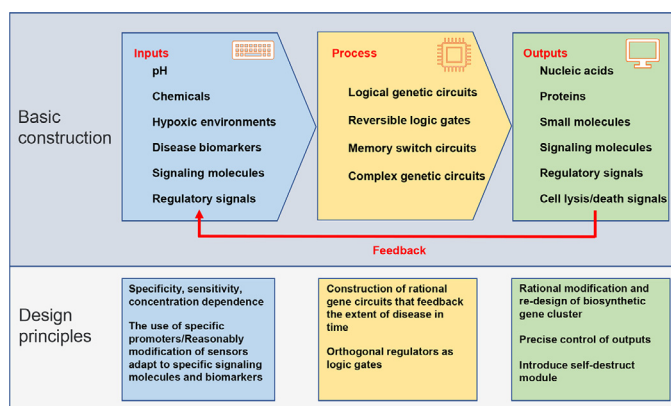 Basic
construction
Inputs
pH
Chemicals
Hypoxic environments
Disease biomarkers
Signaling molecules
Regulatory signals
Process
Logical genetic circuits
Reversible logic gates
Memory switch circuits
Complex genetic circuits
Outputs
Nucleic acids
Proteins
Small molecules
Signaling molecules
Regulatory signals
Cell lysis/death signals
Feedback
Design
principles
Specificity, sensitivity,
concentration dependence
The use of specific
promoters/Reasonably
modification of sensors
adapt to specific signaling
molecules and biomarkers
Construction of rational
gene circuits that feedback
the extent of disease in
time
Orthogonal regulators as
logic gates
Rational modification and
re-design of biosynthetic
gene cluster
Precise control of outputs
Introduce self-destruct
module